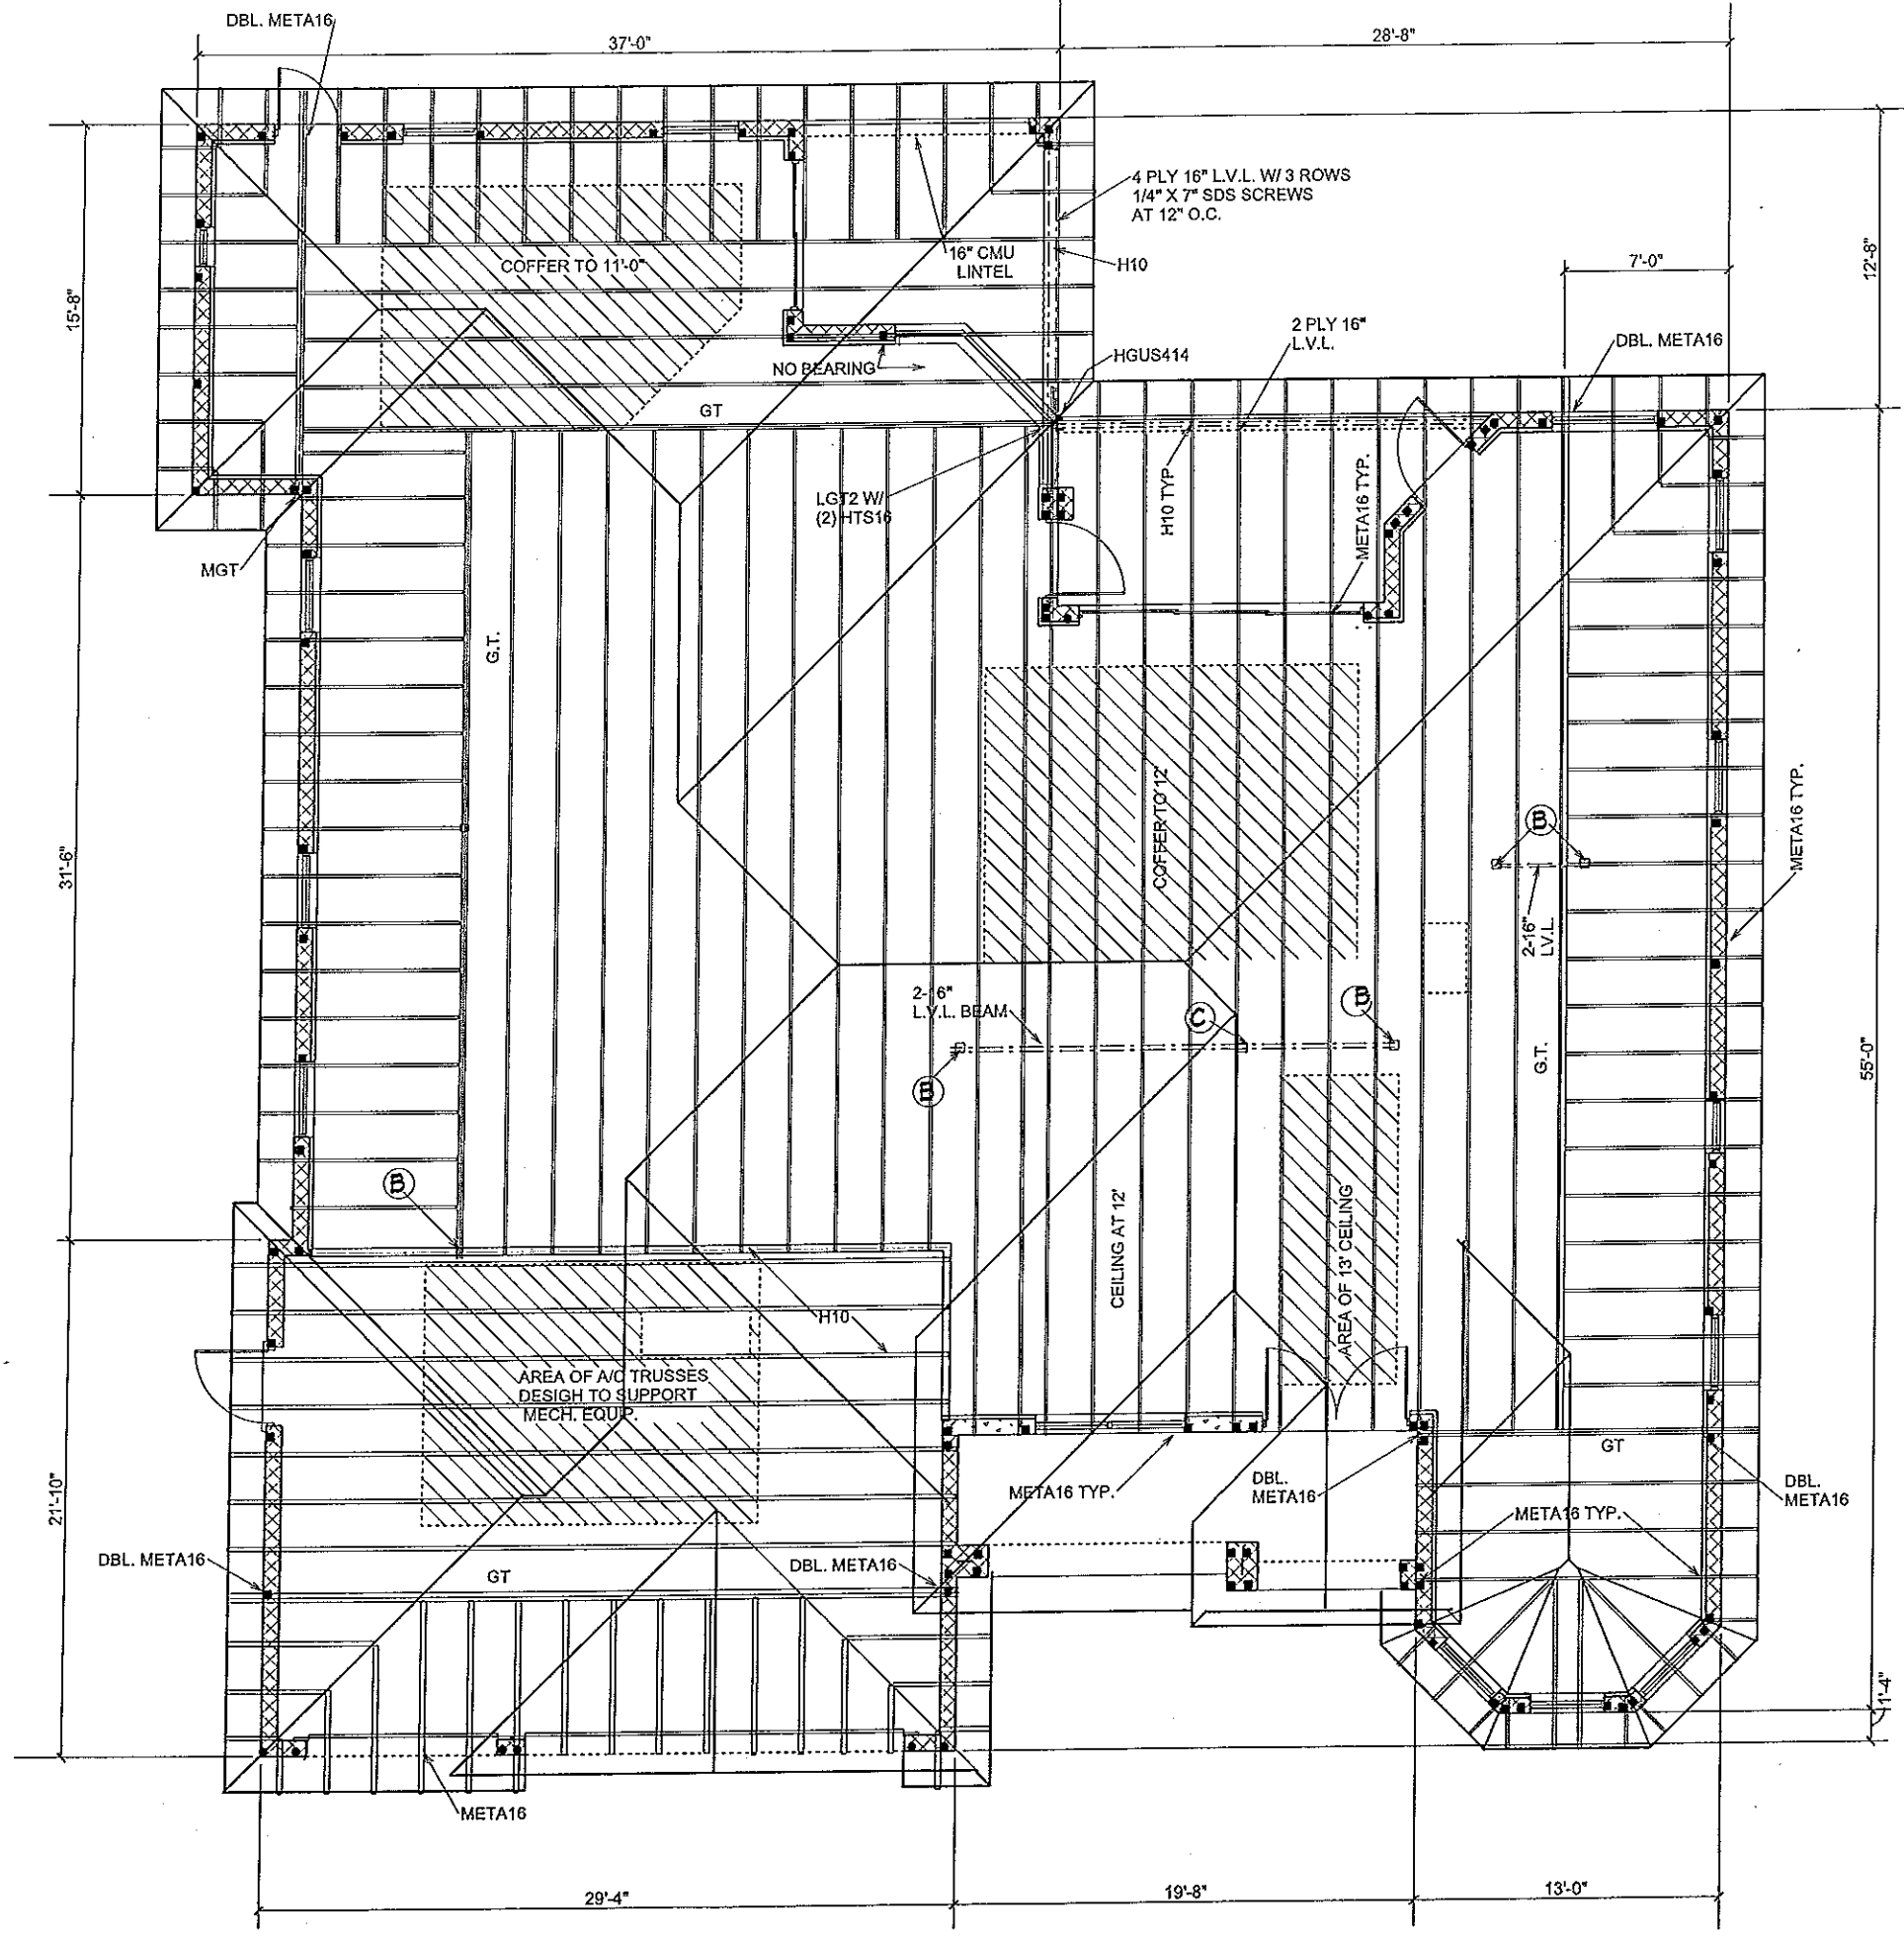 DBL. META16
37'-0"
28'-8"
4 PLY 16" L.V.L. W/ 3 ROWS
1/4" X 7" SDS SCREWS
AT 12" O.C.
16" CMU
LINTEL
H10
7'-0"
12'-8"
COFFER TO 11'-0"
15'-8"
2 PLY 16"
L.V.L.
DBL. META16
HGUS414
NO BEARING
GT
H10 TYP.
META16 TYP.
LGT2 W/
(2) HTS16
MGT
G.T.
COFFER TO 12'
B
META16 TYP.
31'-6"
2-16"
L.V.L.
2-16"
L.V.L. BEAM
C
B
B
G.T.
55'-0"
B
CEILING AT 12'
AREA OF 13' CEILING
H10
AREA OF A/C TRUSSES
DESIGH TO SUPPORT
MECH. EQUIP.
GT
META16 TYP.
DBL.
META16
META16 TYP.
DBL.
META16
21'-10"
DBL. META16
GT
DBL. META16
1'-4"
META16
29'-4"
19'-8"
13'-0"